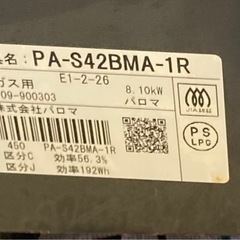 名: PA-S42BMA-1R
ガス用 E1-2-26 8.10kW
09-900303 パロマ
株式会社パロマ
450 PA-S42BMA-1R
区分C 効率56.3%
区分J 効率192Wh
JIA
PS
LPG